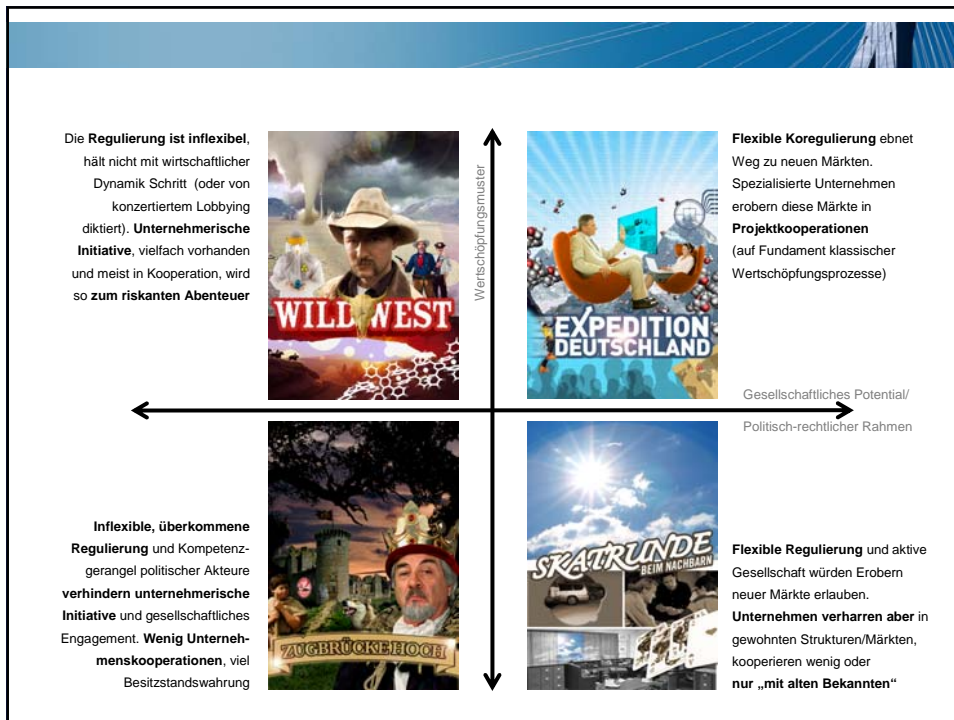 Die Regulierung ist inflexibel,
hält nicht mit wirtschaftlicher
Dynamik Schritt (oder von
konzertiertem Lobbying
diktiert). Unternehmerische
Initiative, vielfach vorhanden
und meist in Kooperation, wird
so zum riskanten Abenteuer
WILD WEST
Wertschöpfungsmuster
EXPEDITION
DEUTSCHLAND
Flexible Koregulierung ebnet
Weg zu neuen Märkten.
Spezialisierte Unternehmen
erobern diese Märkte in
Projektkooperationen
(auf Fundament klassischer
Wertschöpfungsprozesse)
Gesellschaftliches Potential/
Politisch-rechtlicher Rahmen
Inflexible, überkommene
Regulierung und Kompetenz-
gerangel politischer Akteure
verhindern unternehmerische
Initiative und gesellschaftliches
Engagement. Wenig Unterneh-
menskooperationen, viel
Besitzstandswahrung
ZUGBRÜCKE HOCH
SKATRUNDE
BEIM NACHBARN
Flexible Regulierung und aktive
Gesellschaft würden Erobern
neuer Märkte erlauben.
Unternehmen verharren aber in
gewohnten Strukturen/Märkten,
kooperieren wenig oder
nur „mit alten Bekannten“